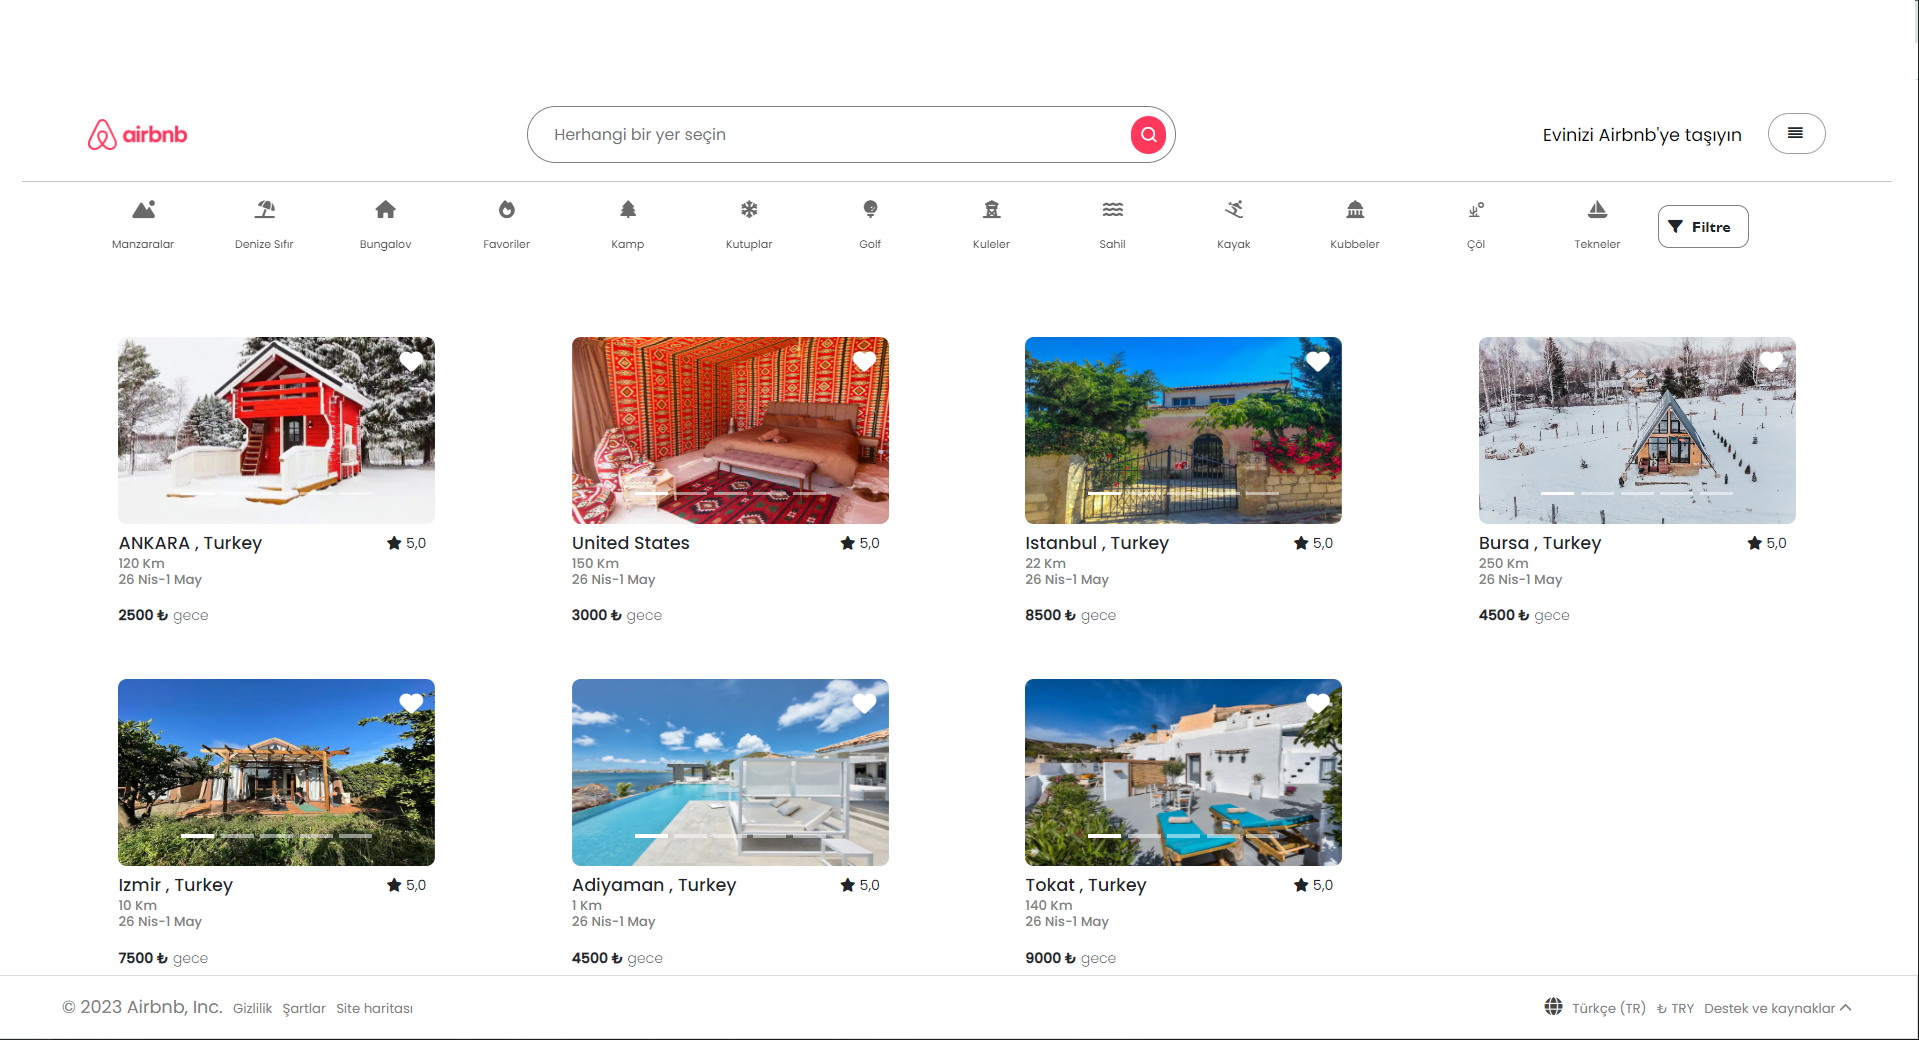 airbnb
Herhangi bir yer seçin
Evinizi Airbnb'ye taşıyın
Manzaralar
Denize Sıfır
Bungalov
Favoriler
Kamp
Kutuplar
Golf
Kuleler
Sahil
Kayak
Kubbeler
Çöl
Tekneler
Filtre
ANKARA , Turkey 5,0
120 Km
26 Nis-1 May
2500 ₺ gece
United States 5,0
150 Km
26 Nis-1 May
3000 ₺ gece
Istanbul , Turkey 5,0
22 Km
26 Nis-1 May
8500 ₺ gece
Bursa , Turkey 5,0
250 Km
26 Nis-1 May
4500 ₺ gece
Izmir , Turkey 5,0
10 Km
26 Nis-1 May
7500 ₺ gece
Adiyaman , Turkey 5,0
1 Km
26 Nis-1 May
4500 ₺ gece
Tokat , Turkey 5,0
140 Km
26 Nis-1 May
9000 ₺ gece
© 2023 Airbnb, Inc. Gizlilik Şartlar Site haritası
Türkçe (TR) ₺ TRY Destek ve kaynaklar